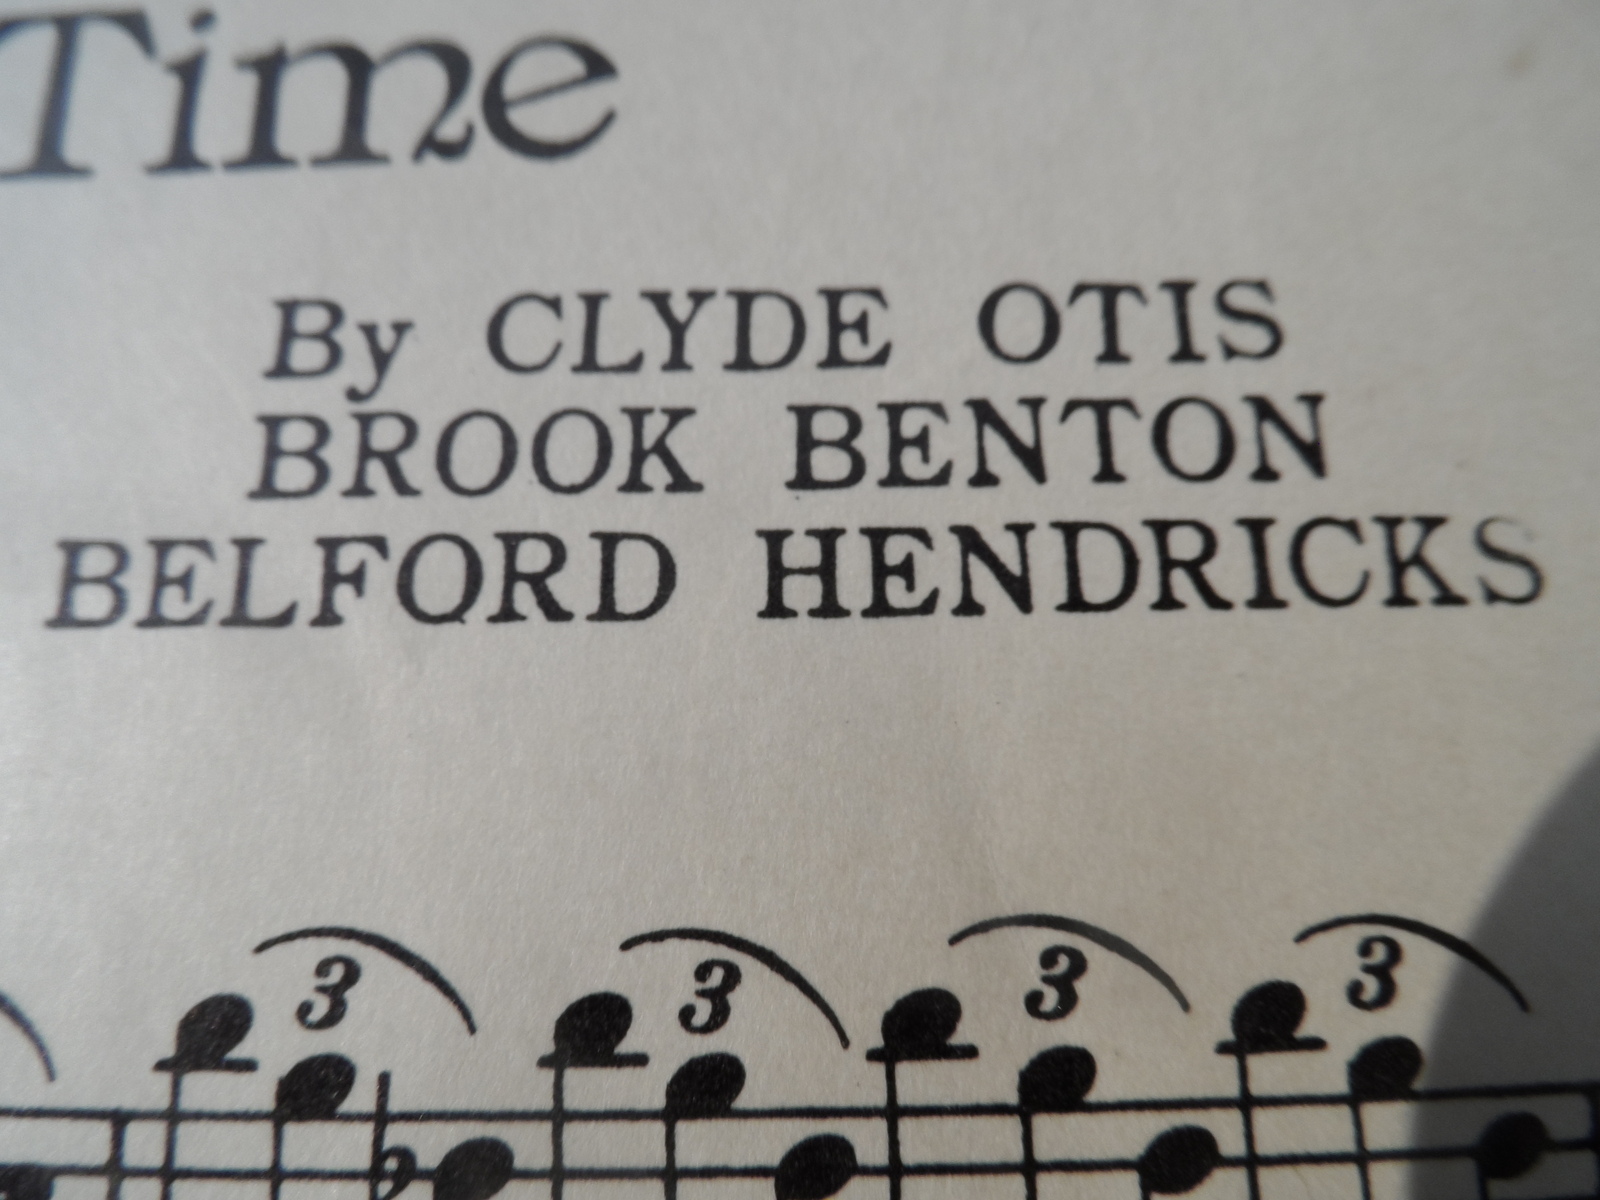 Time
By CLYDE OTIS
BROOK BENTON
BELFORD HENDRICKS
3 3 3 3